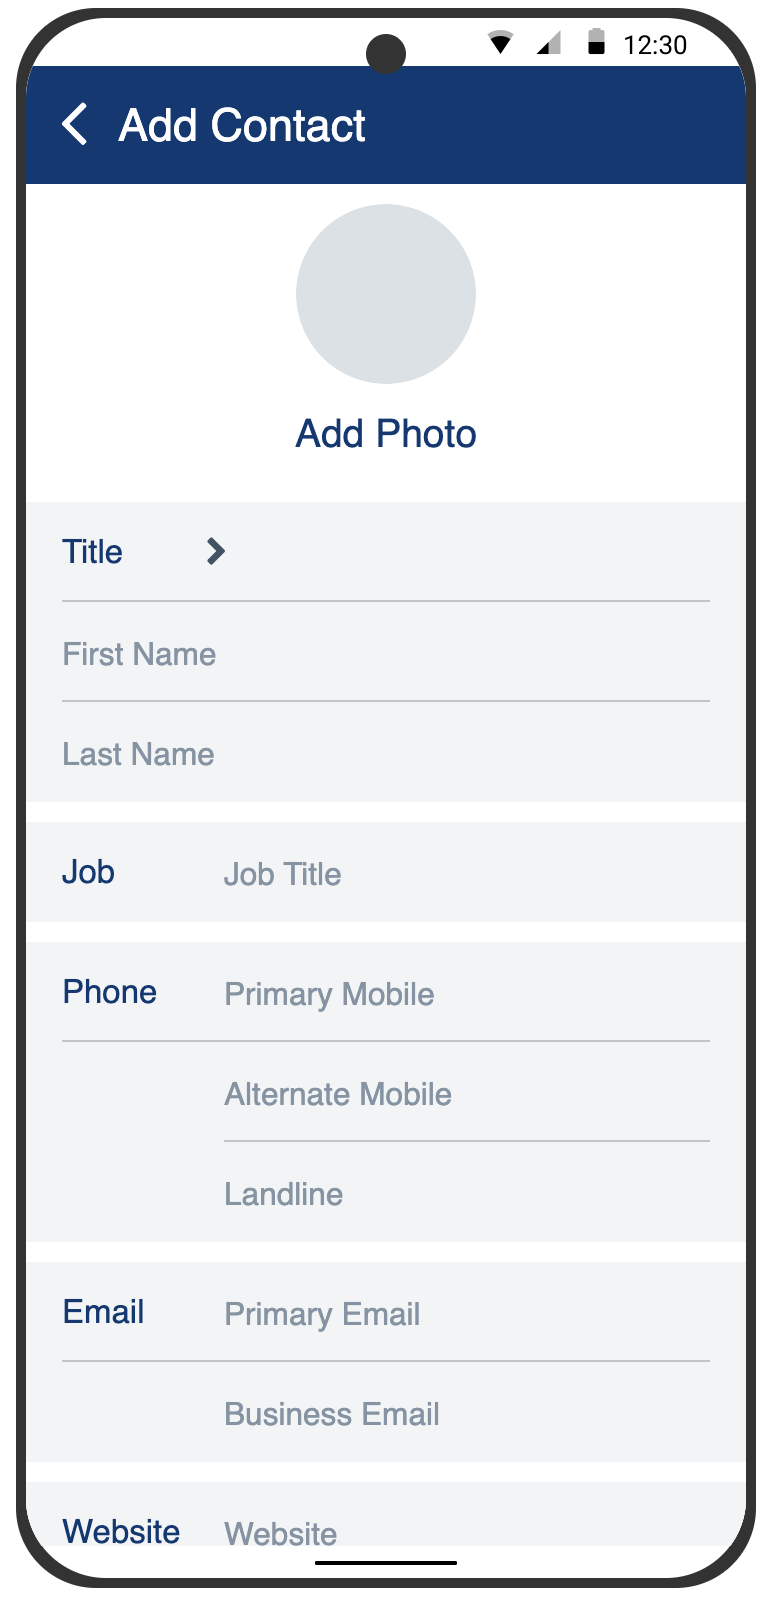 12:30
Add Contact
Add Photo
Title
First Name
Last Name
Job Job Title
Phone Primary Mobile
Alternate Mobile
Landline
Email Primary Email
Business Email
Website Website